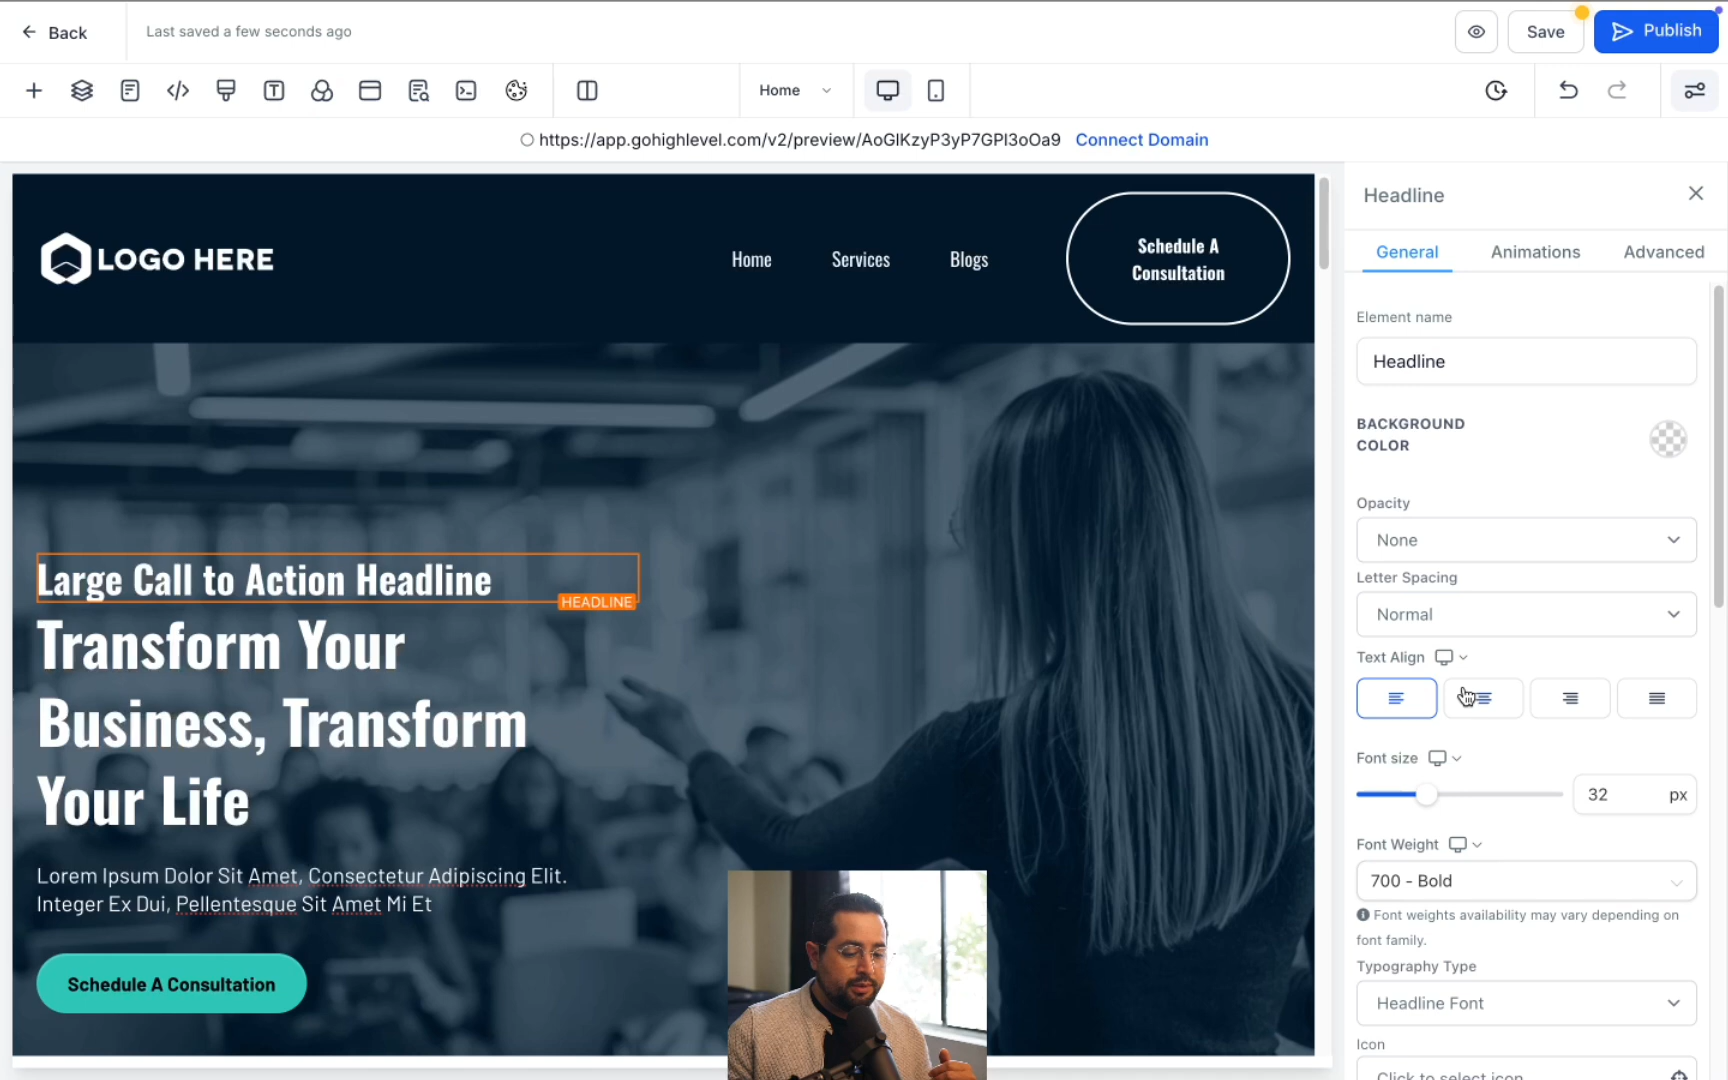 Back
Last saved a few seconds ago
Save
Publish
Home
https://app.gohighlevel.com/v2/preview/AoGlKzyP3yP7GPl3oOa9 Connect Domain
LOGO HERE
Home
Services
Blogs
Schedule A
Consultation
Large Call to Action Headline
HEADLINE
Transform Your
Business, Transform
Your Life
Lorem Ipsum Dolor Sit Amet, Consectetur Adipiscing Elit.
Integer Ex Dui, Pellentesque Sit Amet Mi Et
Schedule A Consultation
Headline
General
Animations
Advanced
Element name
Headline
BACKGROUND
COLOR
Opacity
None
Letter Spacing
Normal
Text Align
Font size
32 px
Font Weight
700 - Bold
Font weights availability may vary depending on
font family.
Typography Type
Headline Font
Icon
Click to select icon